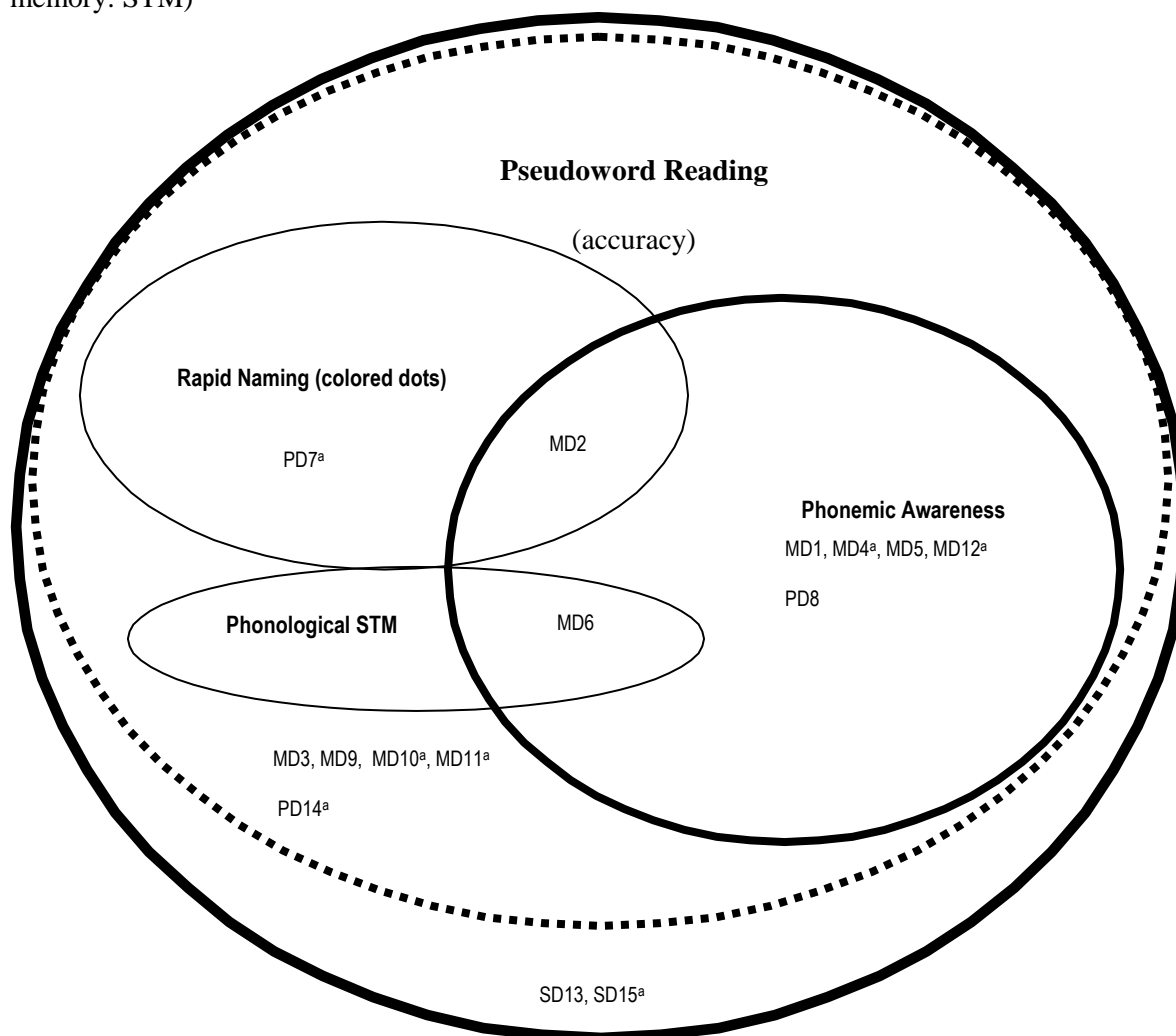 memory: STM)
Pseudoword Reading
(accuracy)
Rapid Naming (colored dots)
MD2
PD7ᵃ
Phonemic Awareness
MD1, MD4ᵃ, MD5, MD12ᵃ
PD8
Phonological STM
MD6
MD3, MD9, MD10ᵃ, MD11ᵃ
PD14ᵃ
SD13, SD15ᵃ